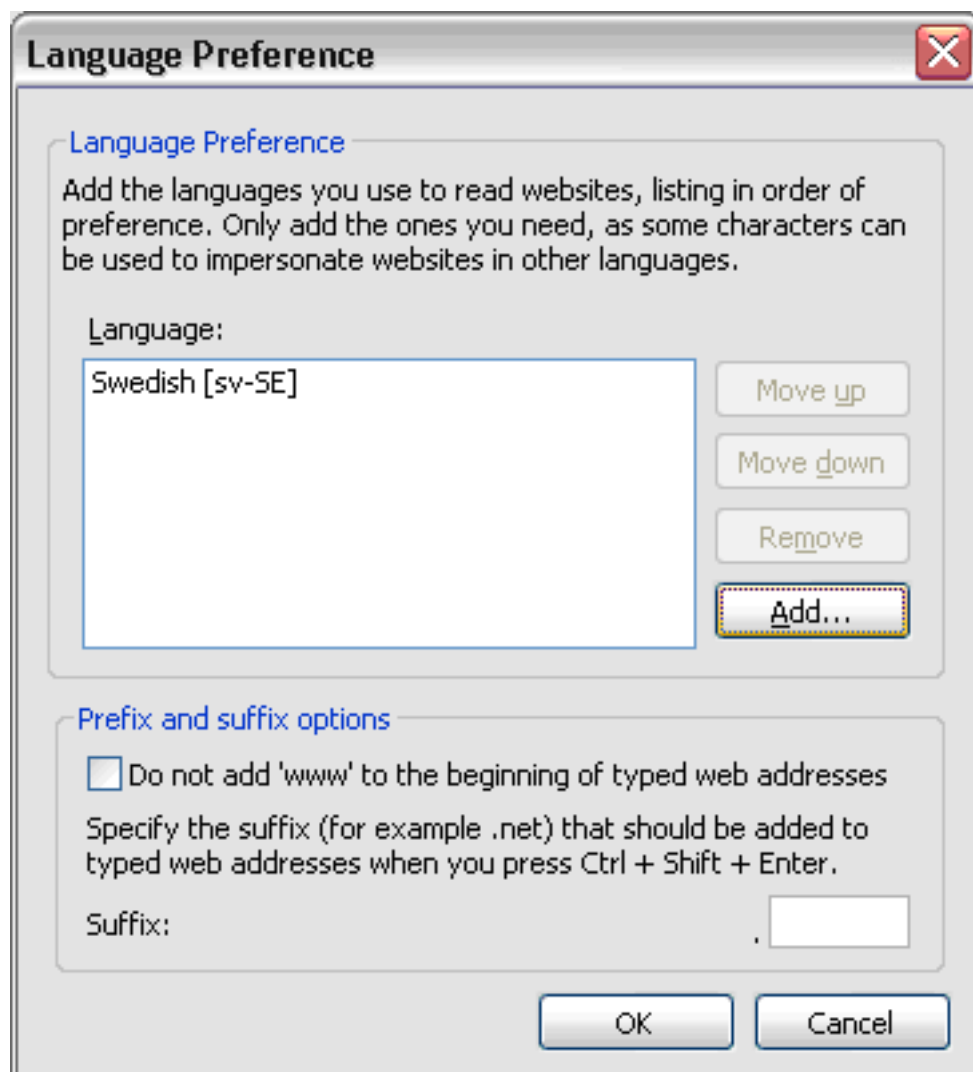 Language Preference
Language Preference
Add the languages you use to read websites, listing in order of
preference. Only add the ones you need, as some characters can
be used to impersonate websites in other languages.
Language:
Swedish [sv-SE]
Move up
Move down
Remove
Add...
Prefix and suffix options
Do not add 'www' to the beginning of typed web addresses
Specify the suffix (for example .net) that should be added to
typed web addresses when you press Ctrl + Shift + Enter.
Suffix: .
OK Cancel